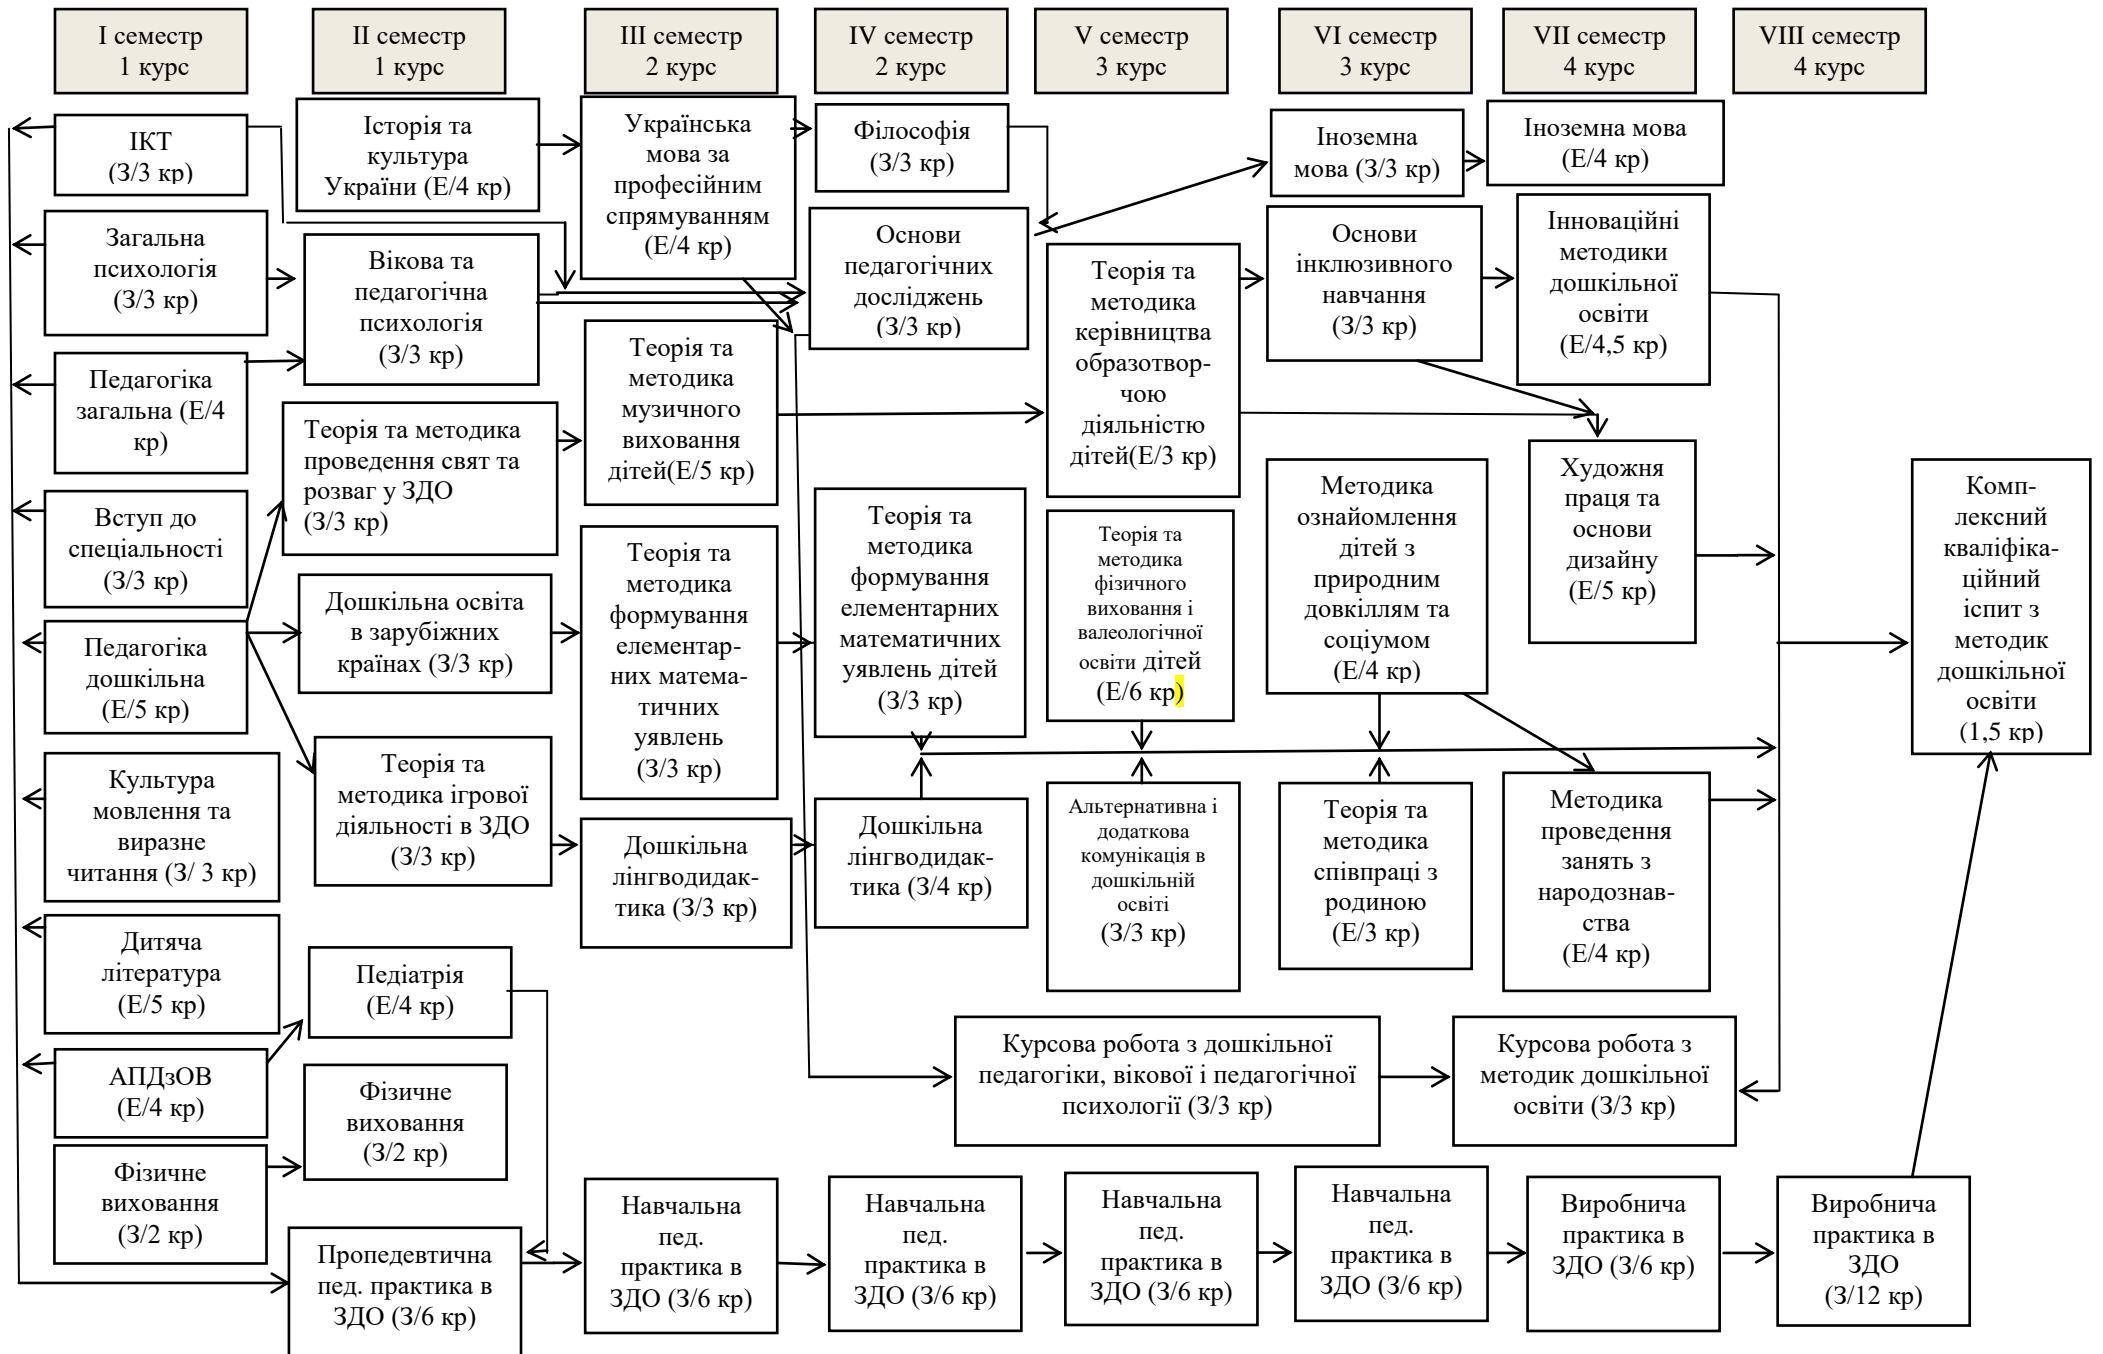 I семестр
1 курс
II семестр
1 курс
III семестр
2 курс
IV семестр
2 курс
V семестр
3 курс
VI семестр
3 курс
VII семестр
4 курс
VIII семестр
4 курс
ІКТ
(З/3 кр)
Загальна
психологія
(З/3 кр)
Педагогіка
загальна (Е/4
кр)
Вступ до
спеціальності
(З/3 кр)
Педагогіка
дошкільна
(Е/5 кр)
Культура
мовлення та
виразне
читання (З/ 3 кр)
Дитяча
література
(Е/5 кр)
АПДзОВ
(Е/4 кр)
Фізичне
виховання
(З/2 кр)
Історія та
культура
України (Е/4 кр)
Вікова та
педагогічна
психологія
(З/3 кр)
Теорія та методика
проведення свят та
розваг у ЗДО
(З/3 кр)
Дошкільна освіта
в зарубіжних
країнах (З/3 кр)
Теорія та
методика ігрової
діяльності в ЗДО
(З/3 кр)
Педіатрія
(Е/4 кр)
Фізичне
виховання
(З/2 кр)
Пропедевтична
пед. практика в
ЗДО (З/6 кр)
Українська
мова за
професійним
спрямуванням
(Е/4 кр)
Теорія та
методика
музичного
виховання
дітей(Е/5 кр)
Теорія та
методика
формування
елементар-
них матема-
тичних
уявлень
(З/3 кр)
Дошкільна
лінгводидак-
тика (З/3 кр)
Навчальна
пед.
практика в
ЗДО (З/6 кр)
Філософія
(З/3 кр)
Основи
педагогічних
досліджень
(З/3 кр)
Теорія та
методика
формування
елементарних
математичних
уявлень дітей
(З/3 кр)
Дошкільна
лінгводидак-
тика (З/4 кр)
Навчальна
пед.
практика в
ЗДО (З/6 кр)
Теорія та
методика
керівництва
образотвор-
чою
діяльністю
дітей(Е/3 кр)
Теорія та
методика
фізичного
виховання і
валеологічної
освіти дітей
(Е/6 кр)
Альтернативна і
додаткова
комунікація в
дошкільній
освіті
(З/3 кр)
Курсова робота з дошкільної
педагогіки, вікової і педагогічної
психології (З/3 кр)
Навчальна
пед.
практика в
ЗДО (З/6 кр)
Іноземна
мова (З/3 кр)
Основи
інклюзивного
навчання
(З/3 кр)
Методика
ознайомлення
дітей з
природним
довкіллям та
соціумом
(Е/4 кр)
Теорія та
методика
співпраці з
родиною
(Е/3 кр)
Навчальна
пед.
практика в
ЗДО (З/6 кр)
Іноземна мова
(Е/4 кр)
Інноваційні
методики
дошкільної
освіти
(Е/4,5 кр)
Художня
праця та
основи
дизайну
(Е/5 кр)
Методика
проведення
занять з
народознав-
ства
(Е/4 кр)
Курсова робота з
методик дошкільної
освіти (З/3 кр)
Виробнича
практика в
ЗДО (З/6 кр)
Комп-
лексний
кваліфіка-
ційний
іспит з
методик
дошкільної
освіти
(1,5 кр)
Виробнича
практика в
ЗДО
(З/12 кр)